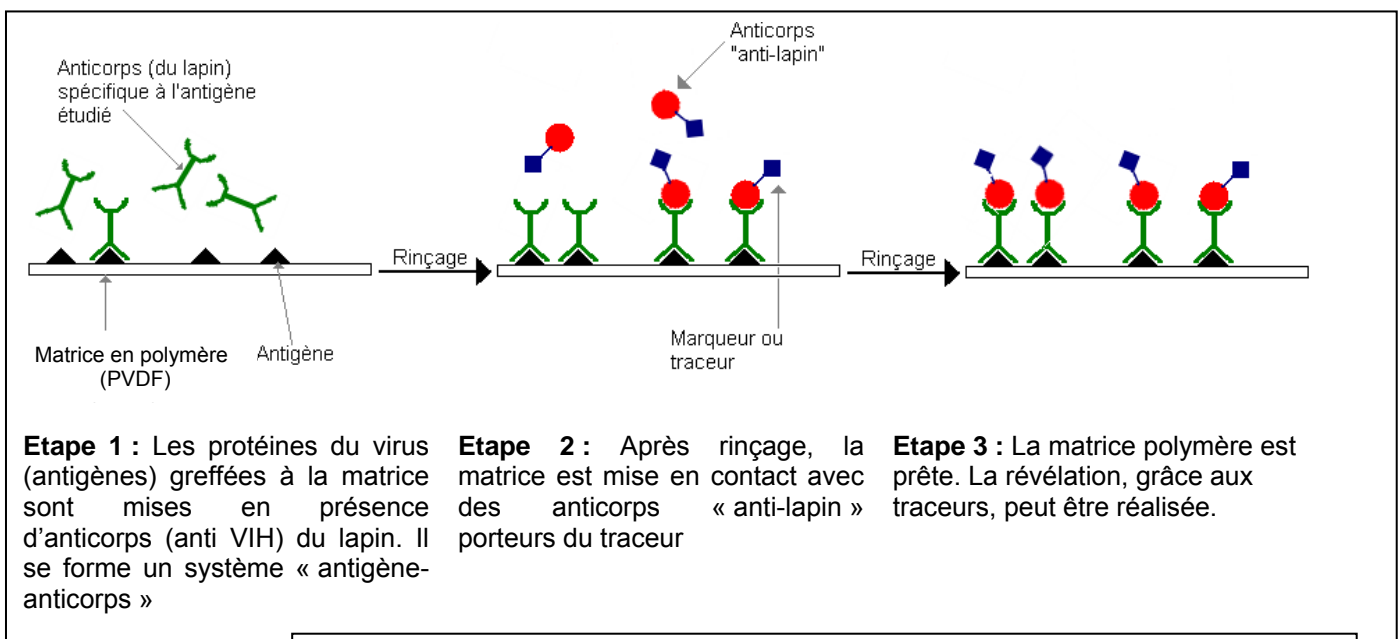 Anticorps
"anti-lapin"
Anticorps (du lapin)
spécifique à l'antigène
étudié
Rinçage
Rinçage
Matrice en polymère
(PVDF)
Antigène
Marqueur ou
traceur
Etape 1 : Les protéines du virus
(antigènes) greffées à la matrice
sont mises en présence
d'anticorps (anti VIH) du lapin. Il
se forme un système « antigène-
anticorps »
Etape 2 : Après rinçage, la
matrice est mise en contact avec
des anticorps « anti-lapin »
porteurs du traceur
Etape 3 : La matrice polymère est
prête. La révélation, grâce aux
traceurs, peut être réalisée.